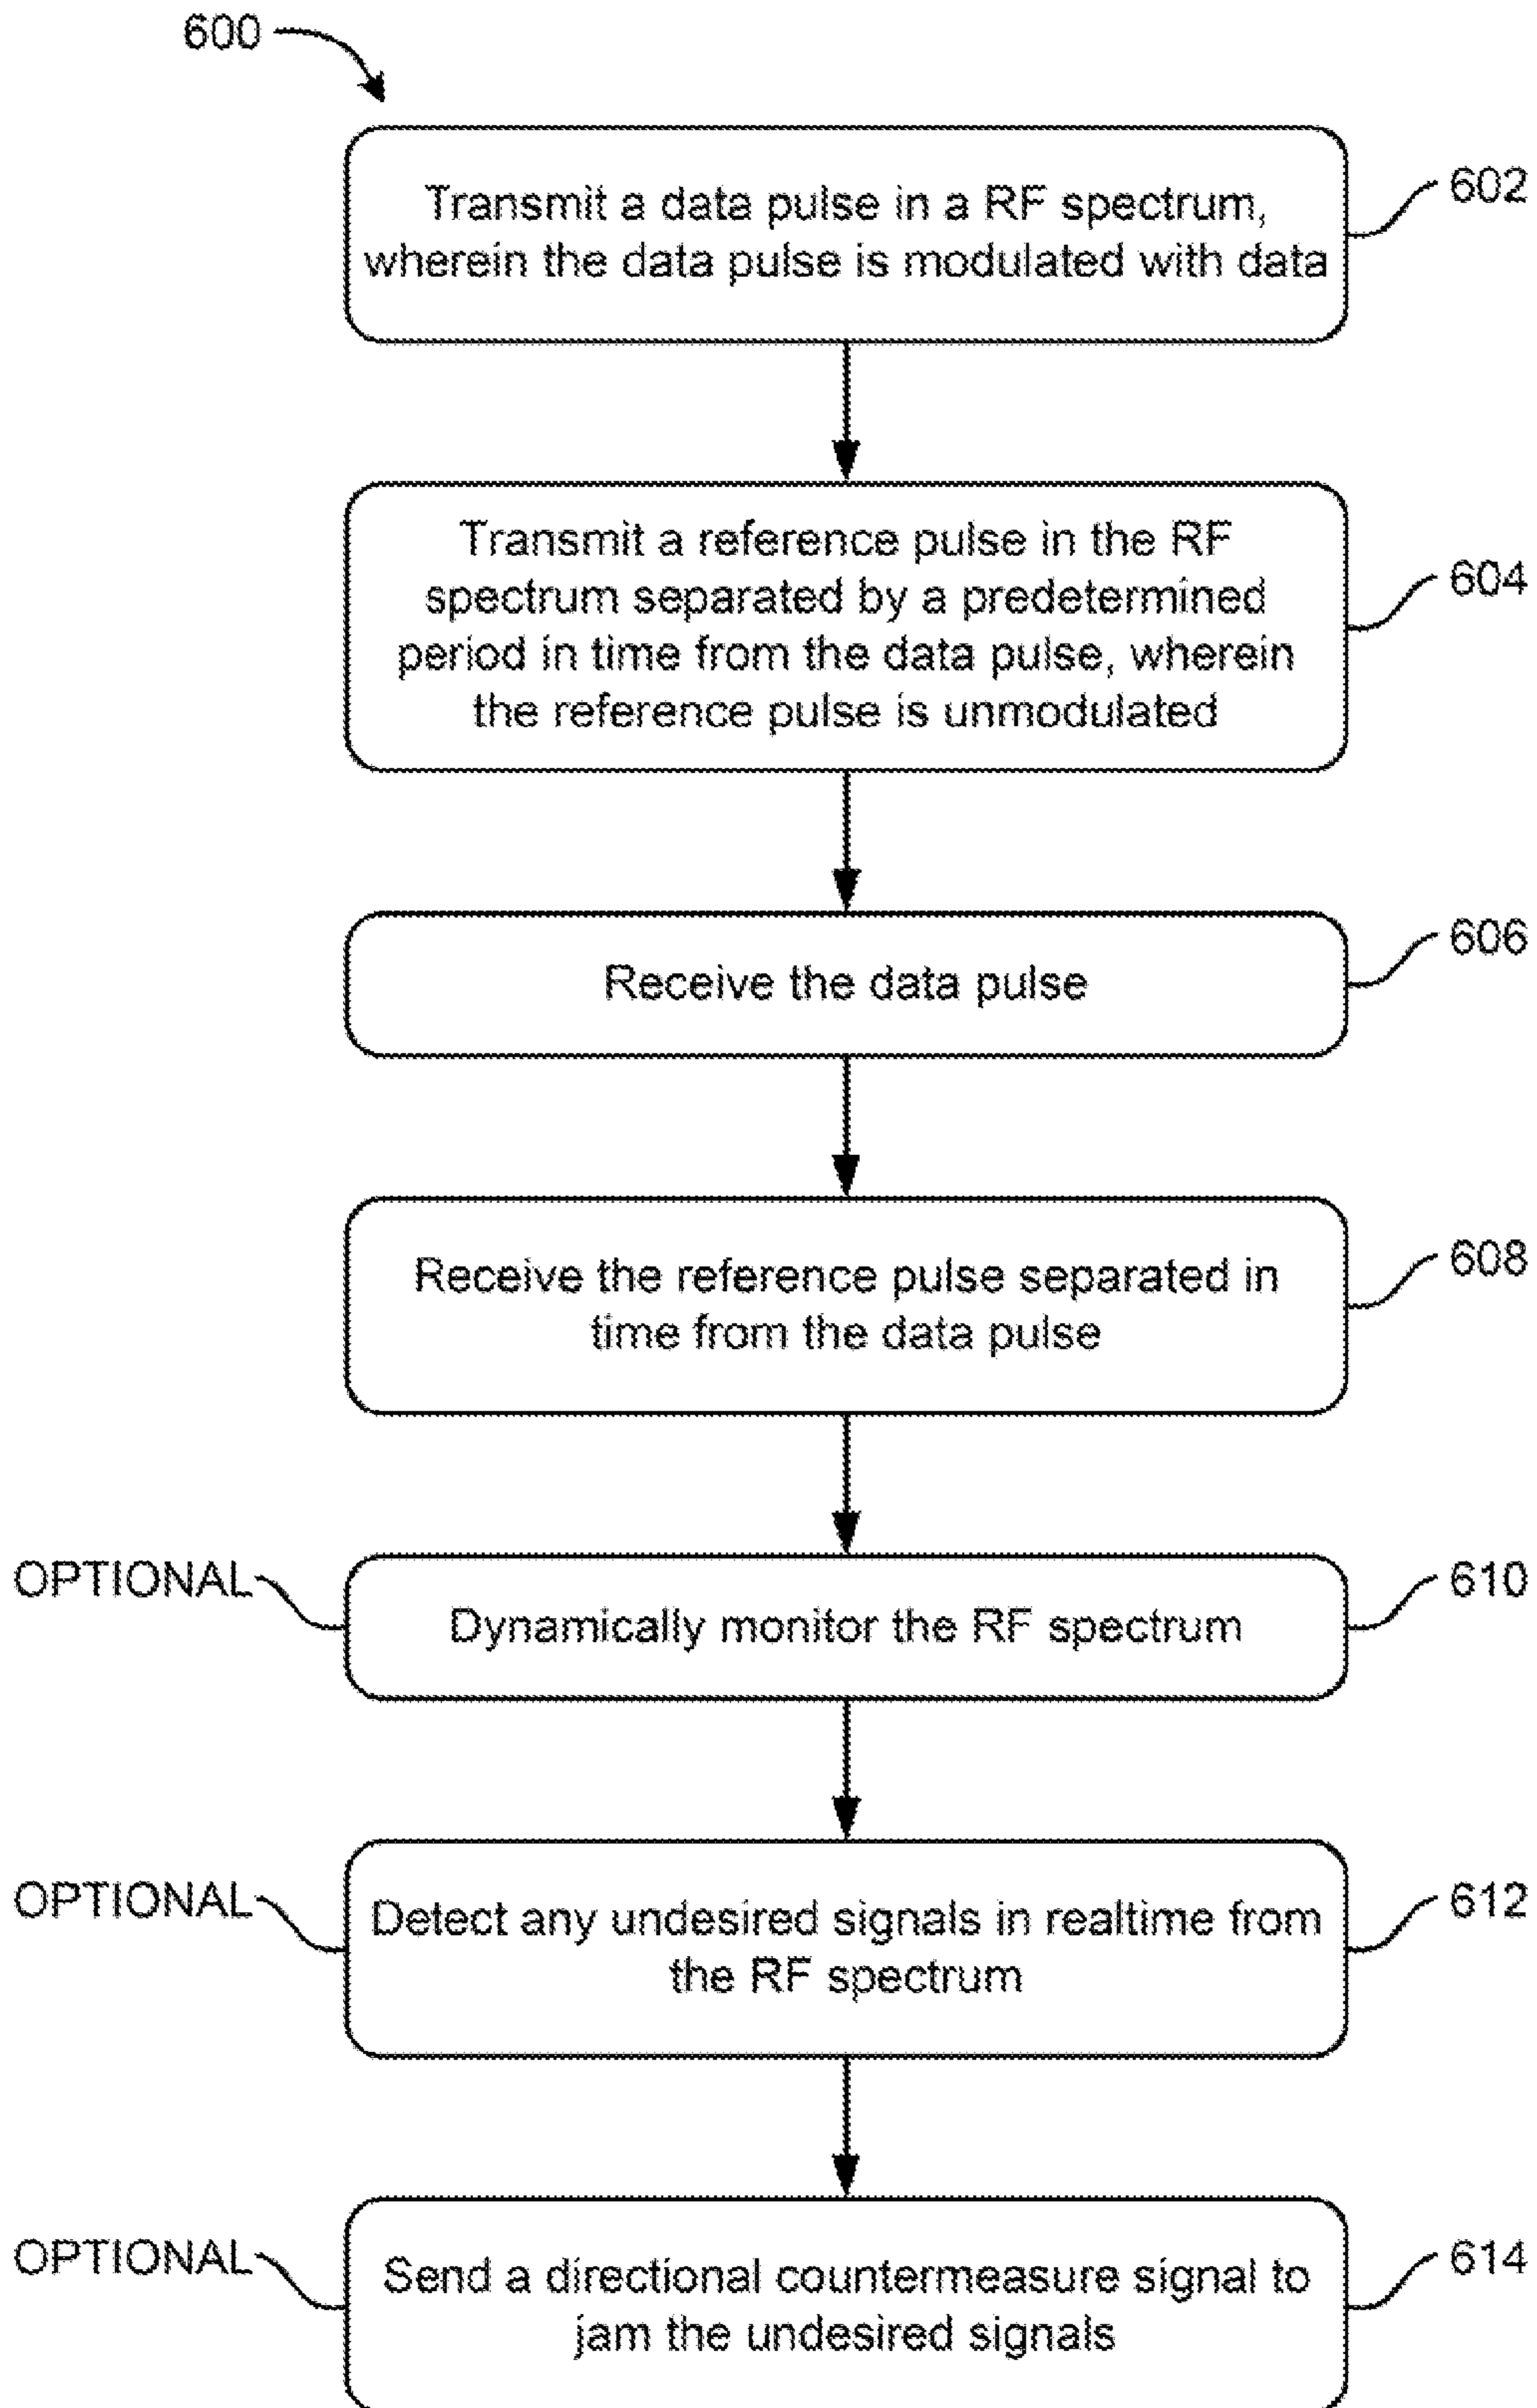 600
Transmit a data pulse in a RF spectrum,
wherein the data pulse is modulated with data
602
Transmit a reference pulse in the RF
spectrum separated by a predetermined
period in time from the data pulse, wherein
the reference pulse is unmodulated
604
Receive the data pulse
606
Receive the reference pulse separated in
time from the data pulse
608
OPTIONAL
Dynamically monitor the RF spectrum
610
OPTIONAL
Detect any undesired signals in realtime from
the RF spectrum
612
OPTIONAL
Send a directional countermeasure signal to
jam the undesired signals
614